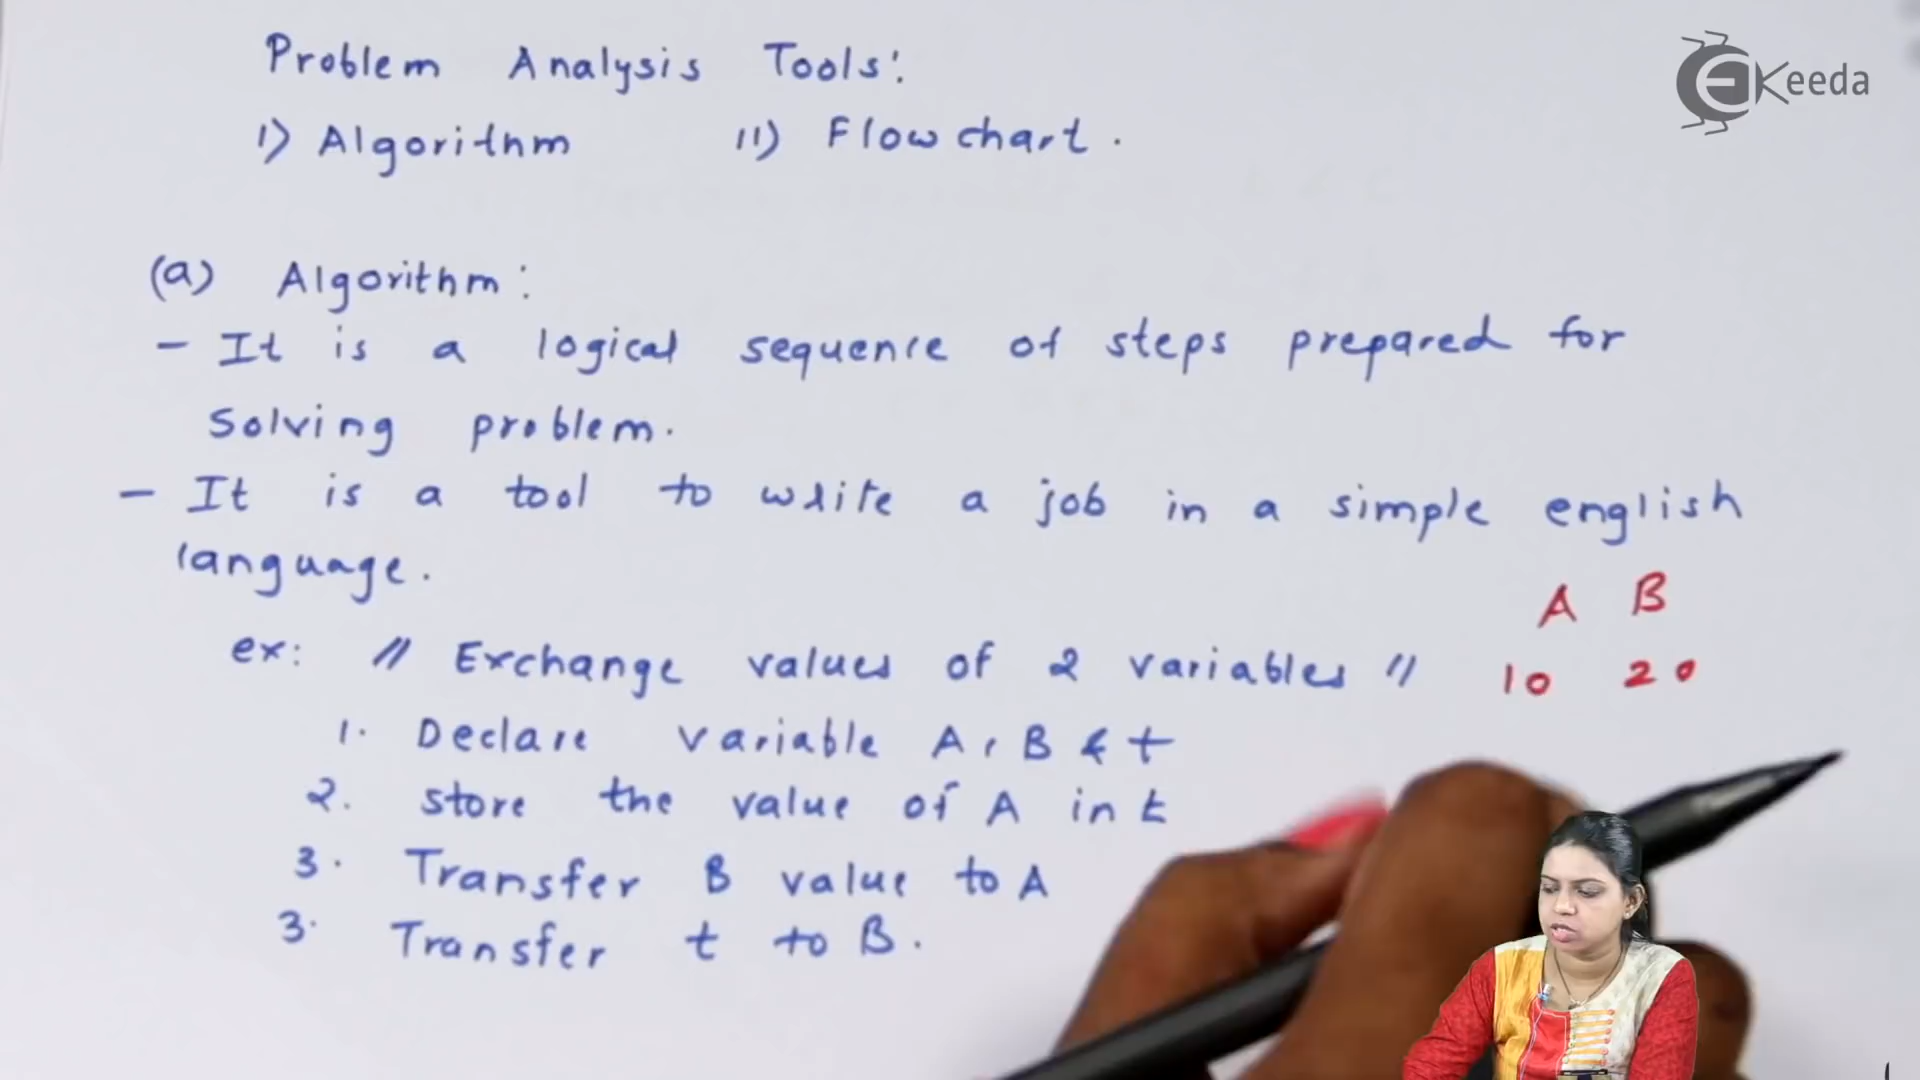 Problem Analysis Tools:
I) Algorithm II) Flow chart.
(a) Algorithm:
- It is a logical sequence of steps prepared for
solving problem.
- It is a tool to write a job in a simple english
language.
ex: // Exchange values of 2 variables //
1. Declare variable A, B & t
2. store the value of A in t
3. Transfer B value to A
3. Transfer t to B.
A B
10 20
EKeeda